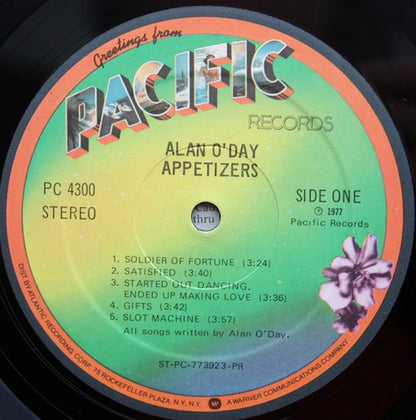 Greetings from
PACIFIC
RECORDS
ALAN O'DAY
APPETIZERS
PC 4300
STEREO
SIDE ONE
℗ 1977
Pacific Records
thru
1. SOLDIER OF FORTUNE (3:24)
2. SATISFIED (3:40)
3. STARTED OUT DANCING,
ENDED UP MAKING LOVE (3:36)
4. GIFTS (3:42)
5. SLOT MACHINE (3:57)
All songs written by Alan O'Day.
ST-PC-773923-PR
DIST. BY ATLANTIC RECORDING CORP. 75 ROCKEFELLER PLAZA, N.Y., N.Y. A WARNER COMMUNICATIONS COMPANY